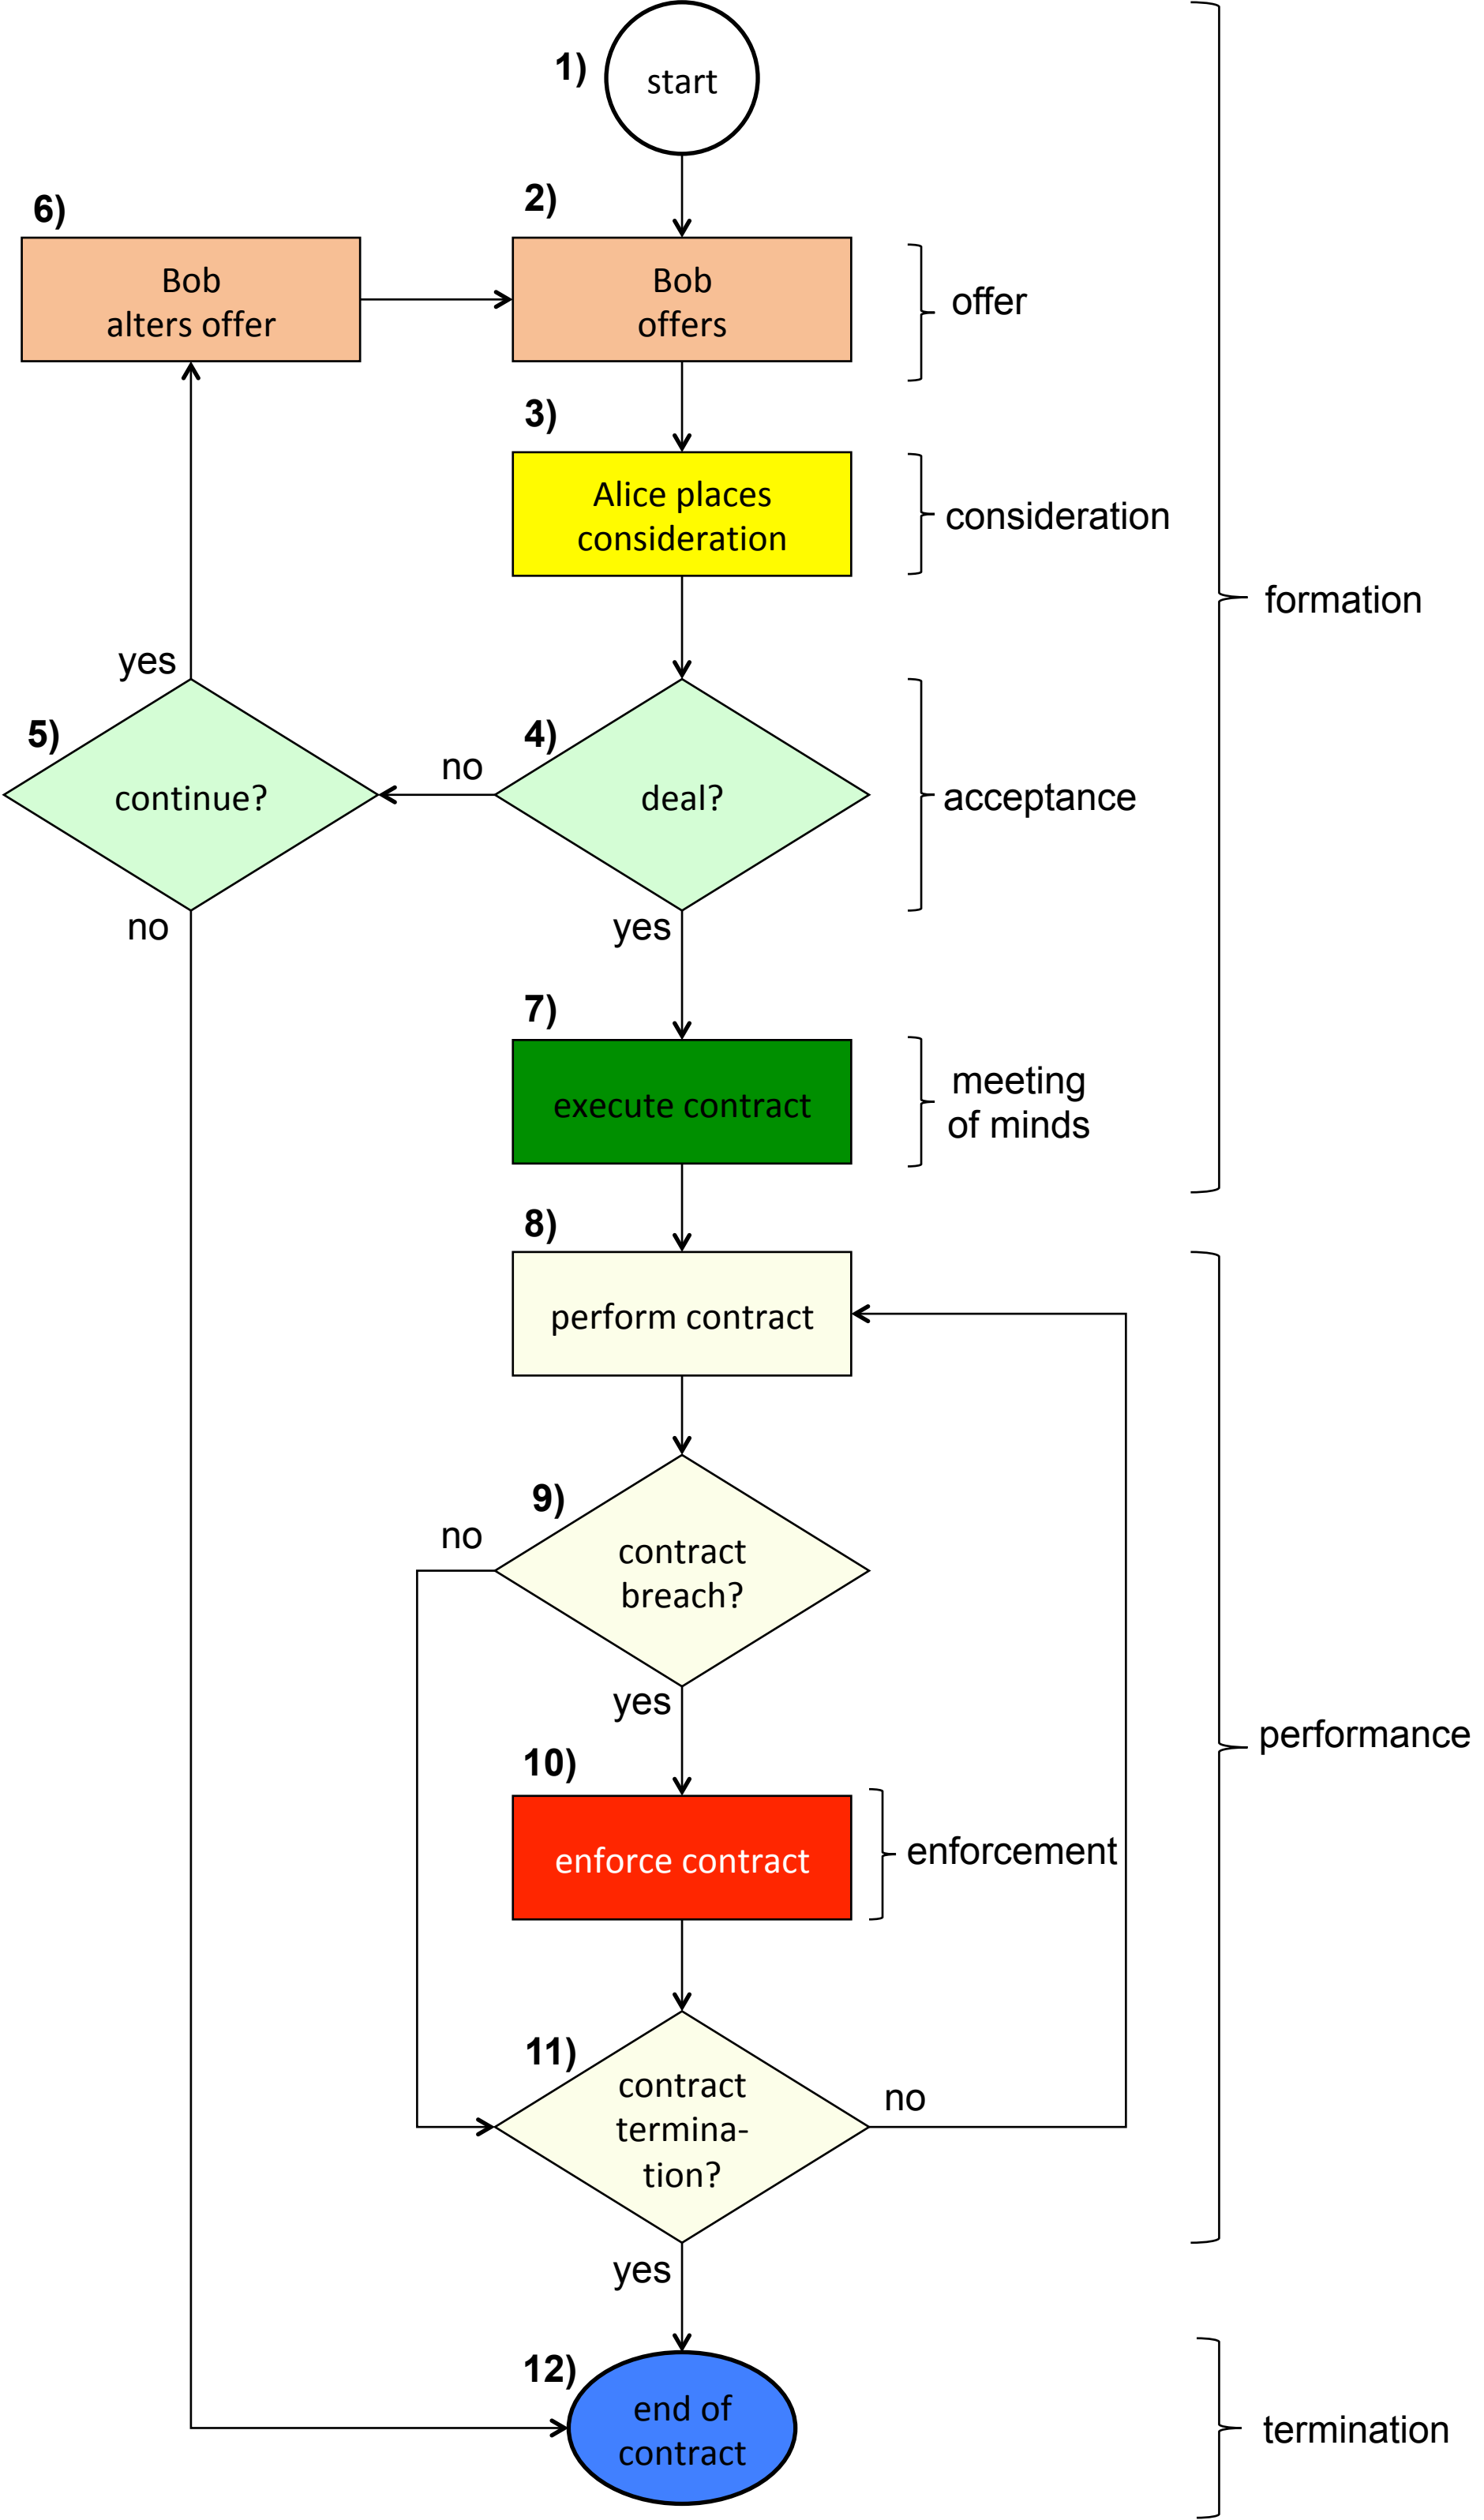 1)
start
6)
2)
Bob
alters offer
Bob
offers
offer
3)
Alice places
consideration
consideration
formation
yes
5)
4)
no
continue?
deal?
acceptance
no
yes
7)
execute contract
meeting
of minds
8)
perform contract
9)
no
contract
breach?
yes
performance
10)
enforce contract
enforcement
11)
contract
termina-
tion?
no
yes
12)
end of
contract
termination